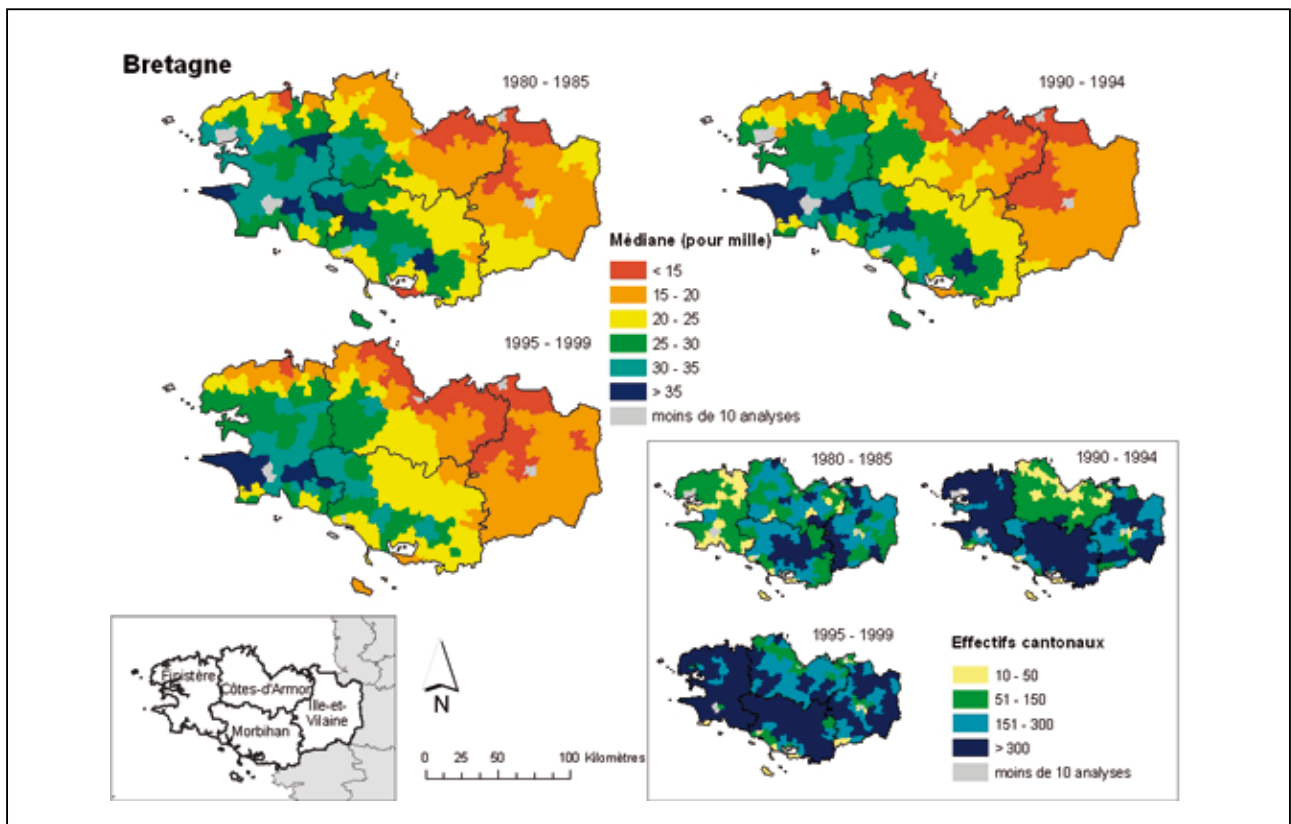 Bretagne
1980 - 1985
1990 - 1994
Médiane (pour mille)
< 15
15 - 20
20 - 25
25 - 30
30 - 35
> 35
moins de 10 analyses
1995 - 1999
1980 - 1985
1990 - 1994
1995 - 1999
Effectifs cantonaux
10 - 50
51 - 150
151 - 300
> 300
moins de 10 analyses
Finistère
Côtes-d'Armor
Ille-et-
Vilaine
Morbihan
N
0 25 50 100 Kilomètres